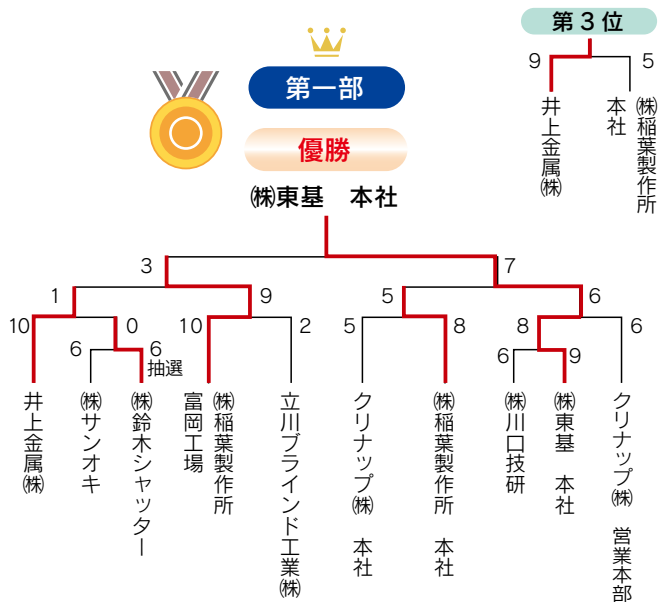 第3位
9
5
井上金属㈱
㈱稲葉製作所
本社
第一部
優勝
㈱東基　本社
3
7
1
9
5
6
10
0
10
2
5
8
8
6
6
6
抽選
6
9
井上金属㈱
㈱サンオキ
㈱鈴木シャッター
㈱稲葉製作所
富岡工場
立川ブラインド工業㈱
クリナップ㈱　本社
㈱稲葉製作所　本社
㈱川口技研
㈱東基　本社
クリナップ㈱　営業本部